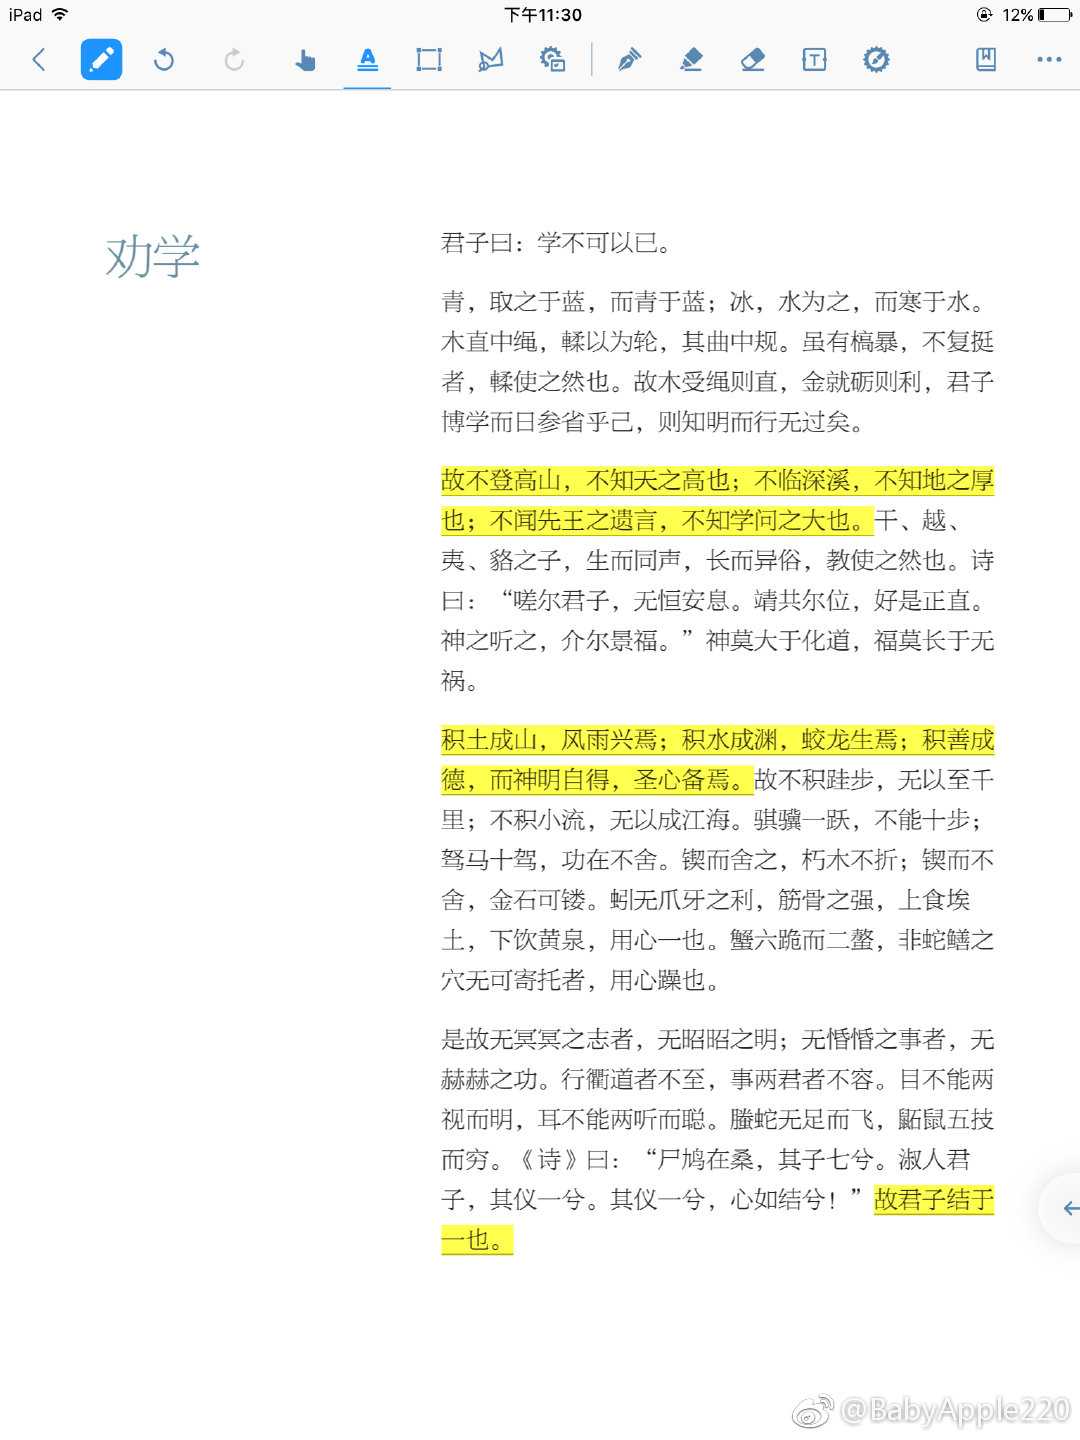 iPad
下午11:30
12%
劝学
君子曰：学不可以已。
青，取之于蓝，而青于蓝；冰，水为之，而寒于水。
木直中绳，輮以为轮，其曲中规。虽有槁暴，不复挺
者，輮使之然也。故木受绳则直，金就砺则利，君子
博学而日参省乎己，则知明而行无过矣。
故不登高山，不知天之高也；不临深溪，不知地之厚
也；不闻先王之遗言，不知学问之大也。干、越、
夷、貉之子，生而同声，长而异俗，教使之然也。诗
曰：“嗟尔君子，无恒安息。靖共尔位，好是正直。
神之听之，介尔景福。”神莫大于化道，福莫长于无
祸。
积土成山，风雨兴焉；积水成渊，蛟龙生焉；积善成
德，而神明自得，圣心备焉。故不积跬步，无以至千
里；不积小流，无以成江海。骐骥一跃，不能十步；
驽马十驾，功在不舍。锲而舍之，朽木不折；锲而不
舍，金石可镂。蚓无爪牙之利，筋骨之强，上食埃
土，下饮黄泉，用心一也。蟹六跪而二螯，非蛇鳝之
穴无可寄托者，用心躁也。
是故无冥冥之志者，无昭昭之明；无惛惛之事者，无
赫赫之功。行衢道者不至，事两君者不容。目不能两
视而明，耳不能两听而聪。螣蛇无足而飞，鼫鼠五技
而穷。《诗》曰：“尸鸠在桑，其子七兮。淑人君
子，其仪一兮。其仪一兮，心如结兮！”故君子结于
一也。
@BabyApple220